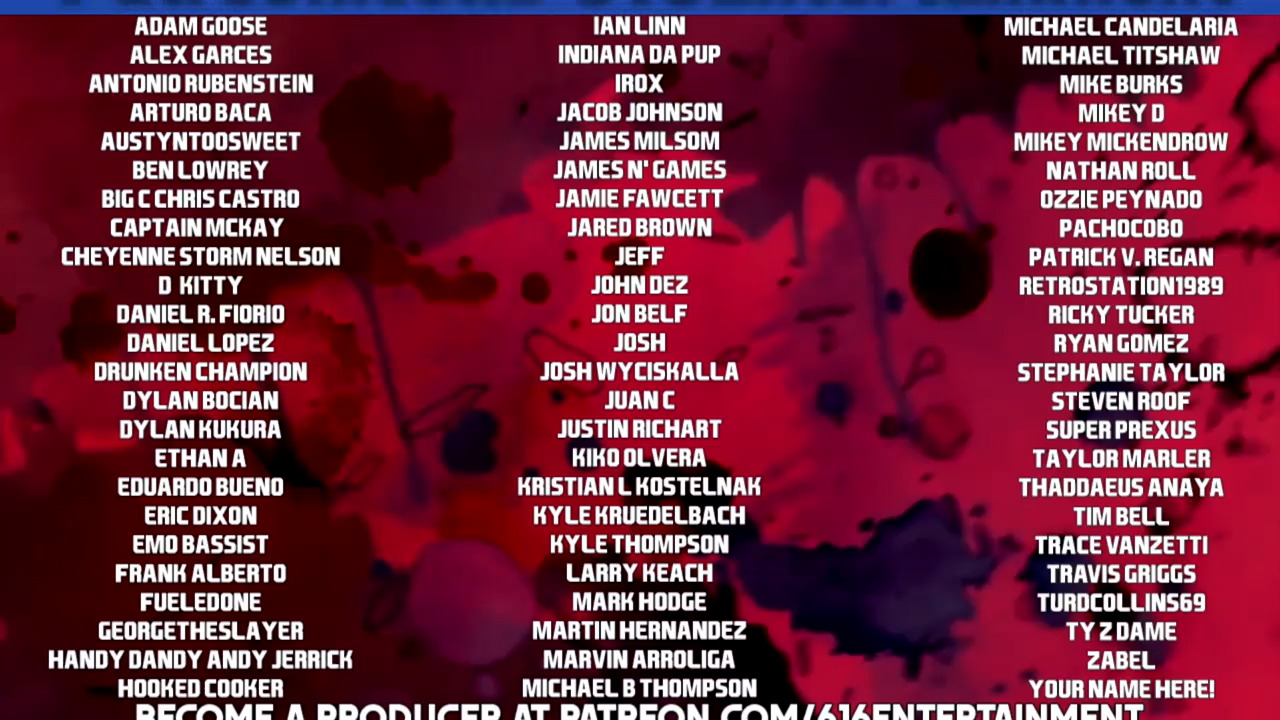 ADAM GOOSE
ALEX GARCES
ANTONIO RUBENSTEIN
ARTURO BACA
AUSTYNTOOSWEET
BEN LOWREY
BIG C CHRIS CASTRO
CAPTAIN MCKAY
CHEYENNE STORM NELSON
D KITTY
DANIEL R. FIORIO
DANIEL LOPEZ
DRUNKEN CHAMPION
DYLAN BOCIAN
DYLAN KUKURA
ETHAN A
EDUARDO BUENO
ERIC DIXON
EMO BASSIST
FRANK ALBERTO
FUELEDONE
GEORGETHESLAYER
HANDY DANDY ANDY JERRICK
HOOKED COOKER
IAN LINN
INDIANA DA PUP
IROX
JACOB JOHNSON
JAMES MILSOM
JAMES N' GAMES
JAMIE FAWCETT
JARED BROWN
JEFF
JOHN DEZ
JON BELF
JOSH
JOSH WYCISKALLA
JUAN C
JUSTIN RICHART
KIKO OLVERA
KRISTIAN L KOSTELNAK
KYLE KRUEDELBACH
KYLE THOMPSON
LARRY KEACH
MARK HODGE
MARTIN HERNANDEZ
MARVIN ARROLIGA
MICHAEL B THOMPSON
MICHAEL CANDELARIA
MICHAEL TITSHAW
MIKE BURKS
MIKEY D
MIKEY MICKENDROW
NATHAN ROLL
OZZIE PEYNADO
PACHOCOBO
PATRICK V. REGAN
RETROSTATION1989
RICKY TUCKER
RYAN GOMEZ
STEPHANIE TAYLOR
STEVEN ROOF
SUPER PREXUS
TAYLOR MARLER
THADDAEUS ANAYA
TIM BELL
TRACE VANZETTI
TRAVIS GRIGGS
TURDCOLLINS69
TY Z DAME
ZABEL
YOUR NAME HERE!
BECOME A PRODUCER AT PATREON.COM/616ENTERTAINMENT